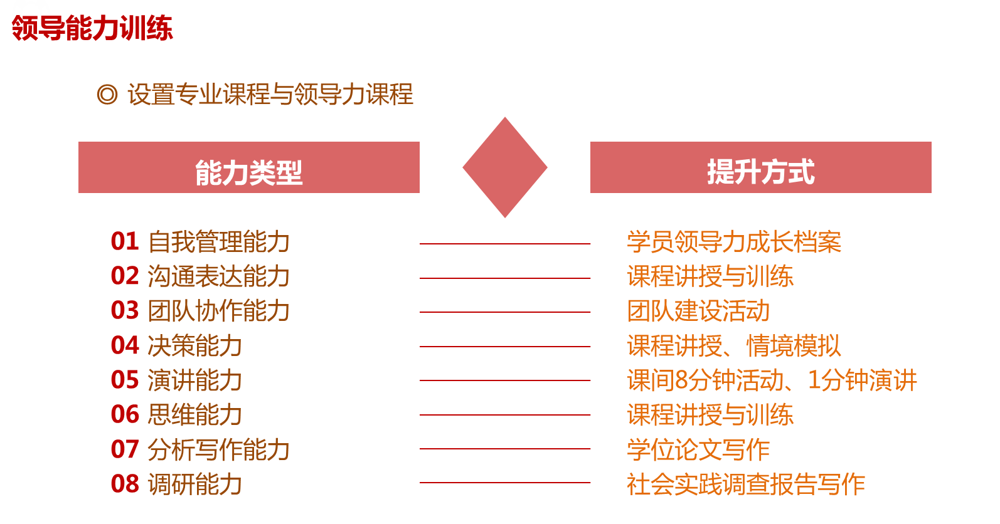 领导能力训练
◎ 设置专业课程与领导力课程
能力类型
提升方式
01 自我管理能力
学员领导力成长档案
02 沟通表达能力
课程讲授与训练
03 团队协作能力
团队建设活动
04 决策能力
课程讲授、情境模拟
05 演讲能力
课间8分钟活动、1分钟演讲
06 思维能力
课程讲授与训练
07 分析写作能力
学位论文写作
08 调研能力
社会实践调查报告写作